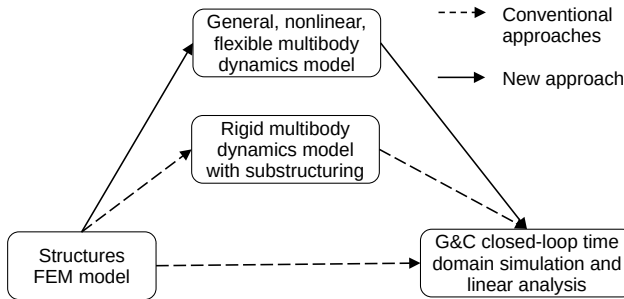 General, nonlinear,
flexible multibody
dynamics model
Conventional
approaches
New approach
Rigid multibody
dynamics model
with substructuring
Structures
FEM model
G&C closed-loop time
domain simulation and
linear analysis